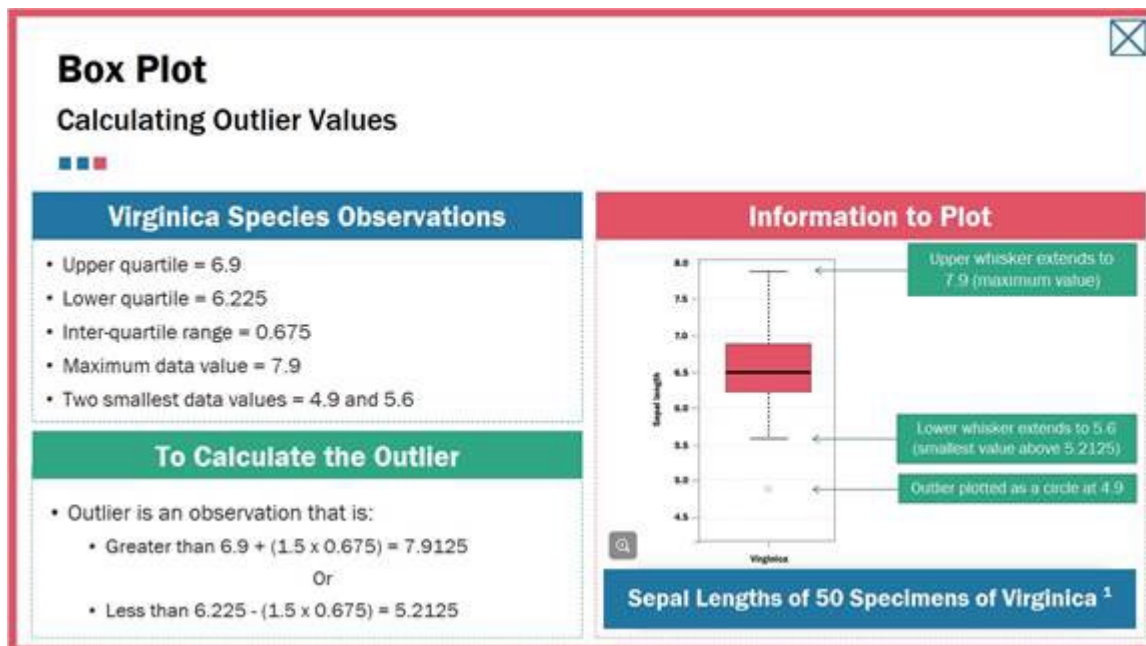 Box Plot
Calculating Outlier Values
Virginica Species Observations
• Upper quartile = 6.9
• Lower quartile = 6.225
• Inter-quartile range = 0.675
• Maximum data value = 7.9
• Two smallest data values = 4.9 and 5.6
To Calculate the Outlier
• Outlier is an observation that is:
• Greater than 6.9 + (1.5 x 0.675) = 7.9125
Or
• Less than 6.225 - (1.5 x 0.675) = 5.2125
Information to Plot
8.0
7.5
7.0
6.5
6.0
5.5
5.0
4.5
Sepal length
Virginica
Upper whisker extends to
7.9 (maximum value)
Lower whisker extends to 5.6
(smallest value above 5.2125)
Outlier plotted as a circle at 4.9
Sepal Lengths of 50 Specimens of Virginica ¹